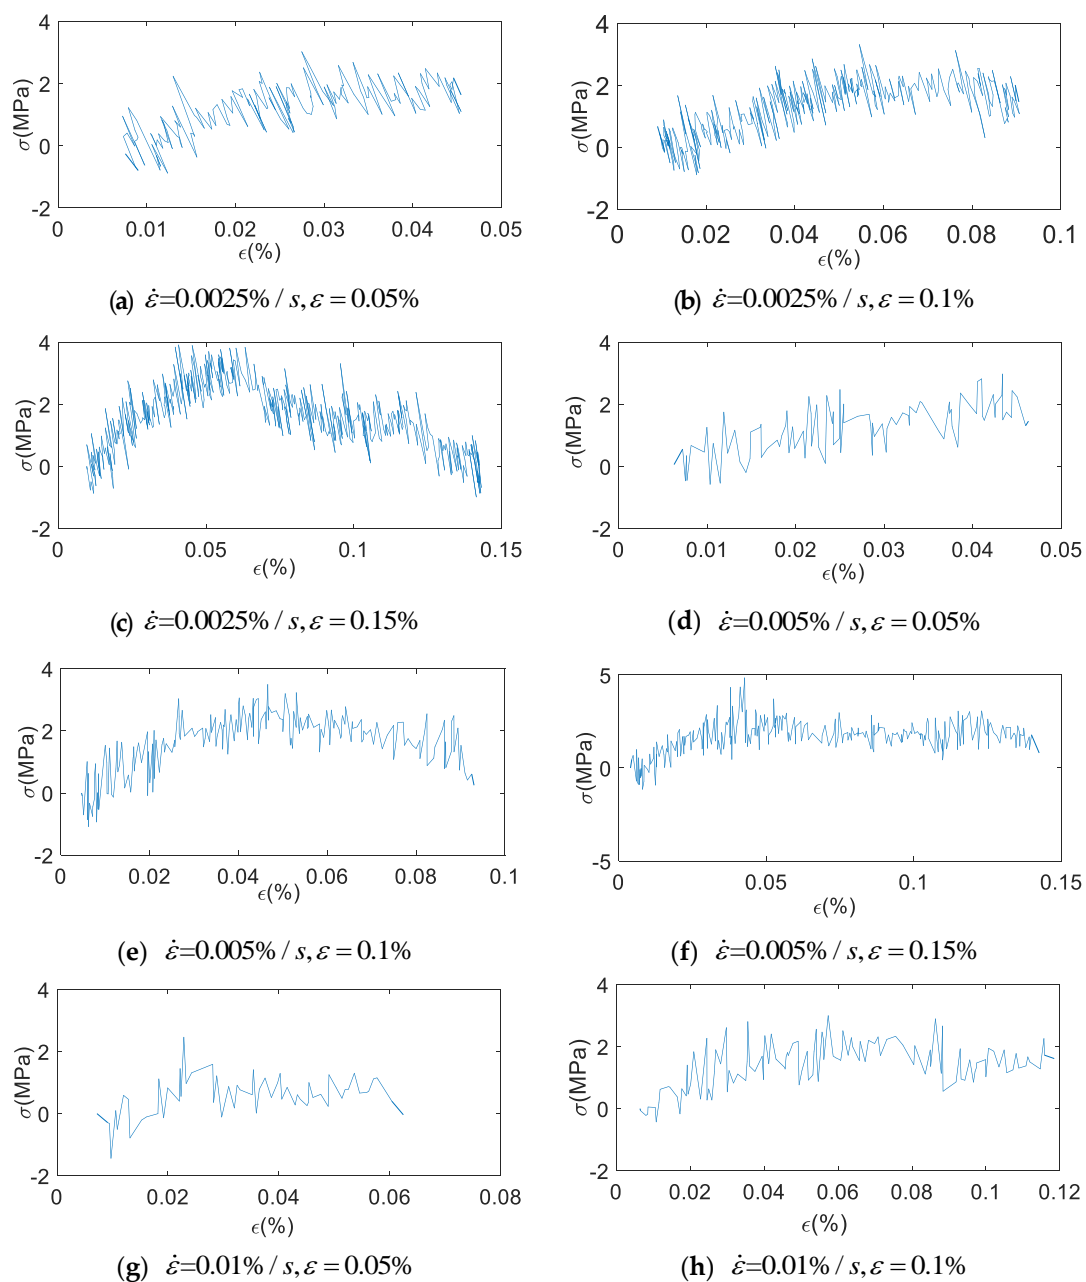 4
2
0
-2
σ(MPa)
0 0.01 0.02 0.03 0.04 0.05
ϵ(%)
(a) ε̇=0.0025% / s, ε = 0.05%
4
2
0
-2
σ(MPa)
0 0.02 0.04 0.06 0.08 0.1
ϵ(%)
(b) ε̇=0.0025% / s, ε = 0.1%
4
2
0
-2
σ(MPa)
0 0.05 0.1 0.15
ϵ(%)
(c) ε̇=0.0025% / s, ε = 0.15%
4
2
0
-2
σ(MPa)
0 0.01 0.02 0.03 0.04 0.05
ϵ(%)
(d) ε̇=0.005% / s, ε = 0.05%
4
2
0
-2
σ(MPa)
0 0.02 0.04 0.06 0.08 0.1
ϵ(%)
(e) ε̇=0.005% / s, ε = 0.1%
5
0
-5
σ(MPa)
0 0.05 0.1 0.15
ϵ(%)
(f) ε̇=0.005% / s, ε = 0.15%
4
2
0
-2
σ(MPa)
0 0.02 0.04 0.06 0.08
ϵ(%)
(g) ε̇=0.01% / s, ε = 0.05%
4
2
0
-2
σ(MPa)
0 0.02 0.04 0.06 0.08 0.1 0.12
ϵ(%)
(h) ε̇=0.01% / s, ε = 0.1%